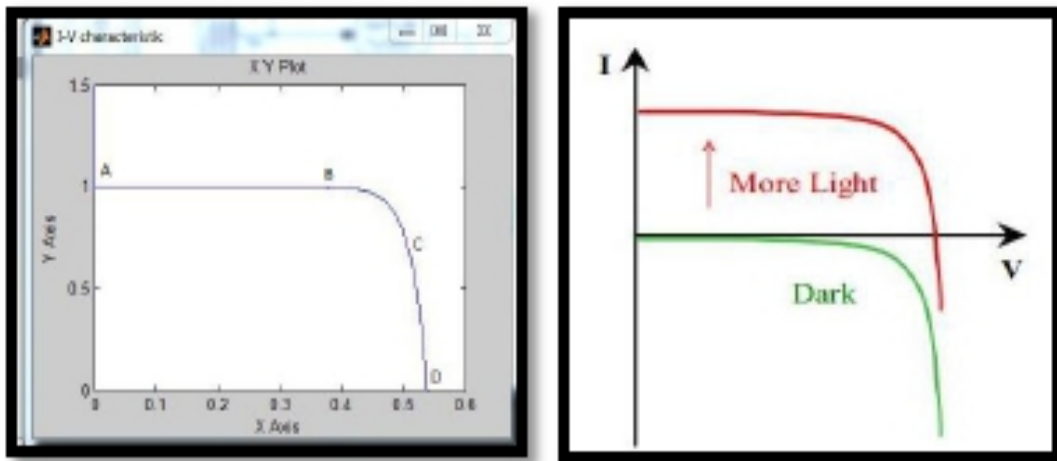 I-V characteristic
X Y Plot
1.5
A
B
1
Y Axis
C
0.5
D
0
0 0.1 0.2 0.3 0.4 0.5 0.6
X Axis
I
More Light
V
Dark